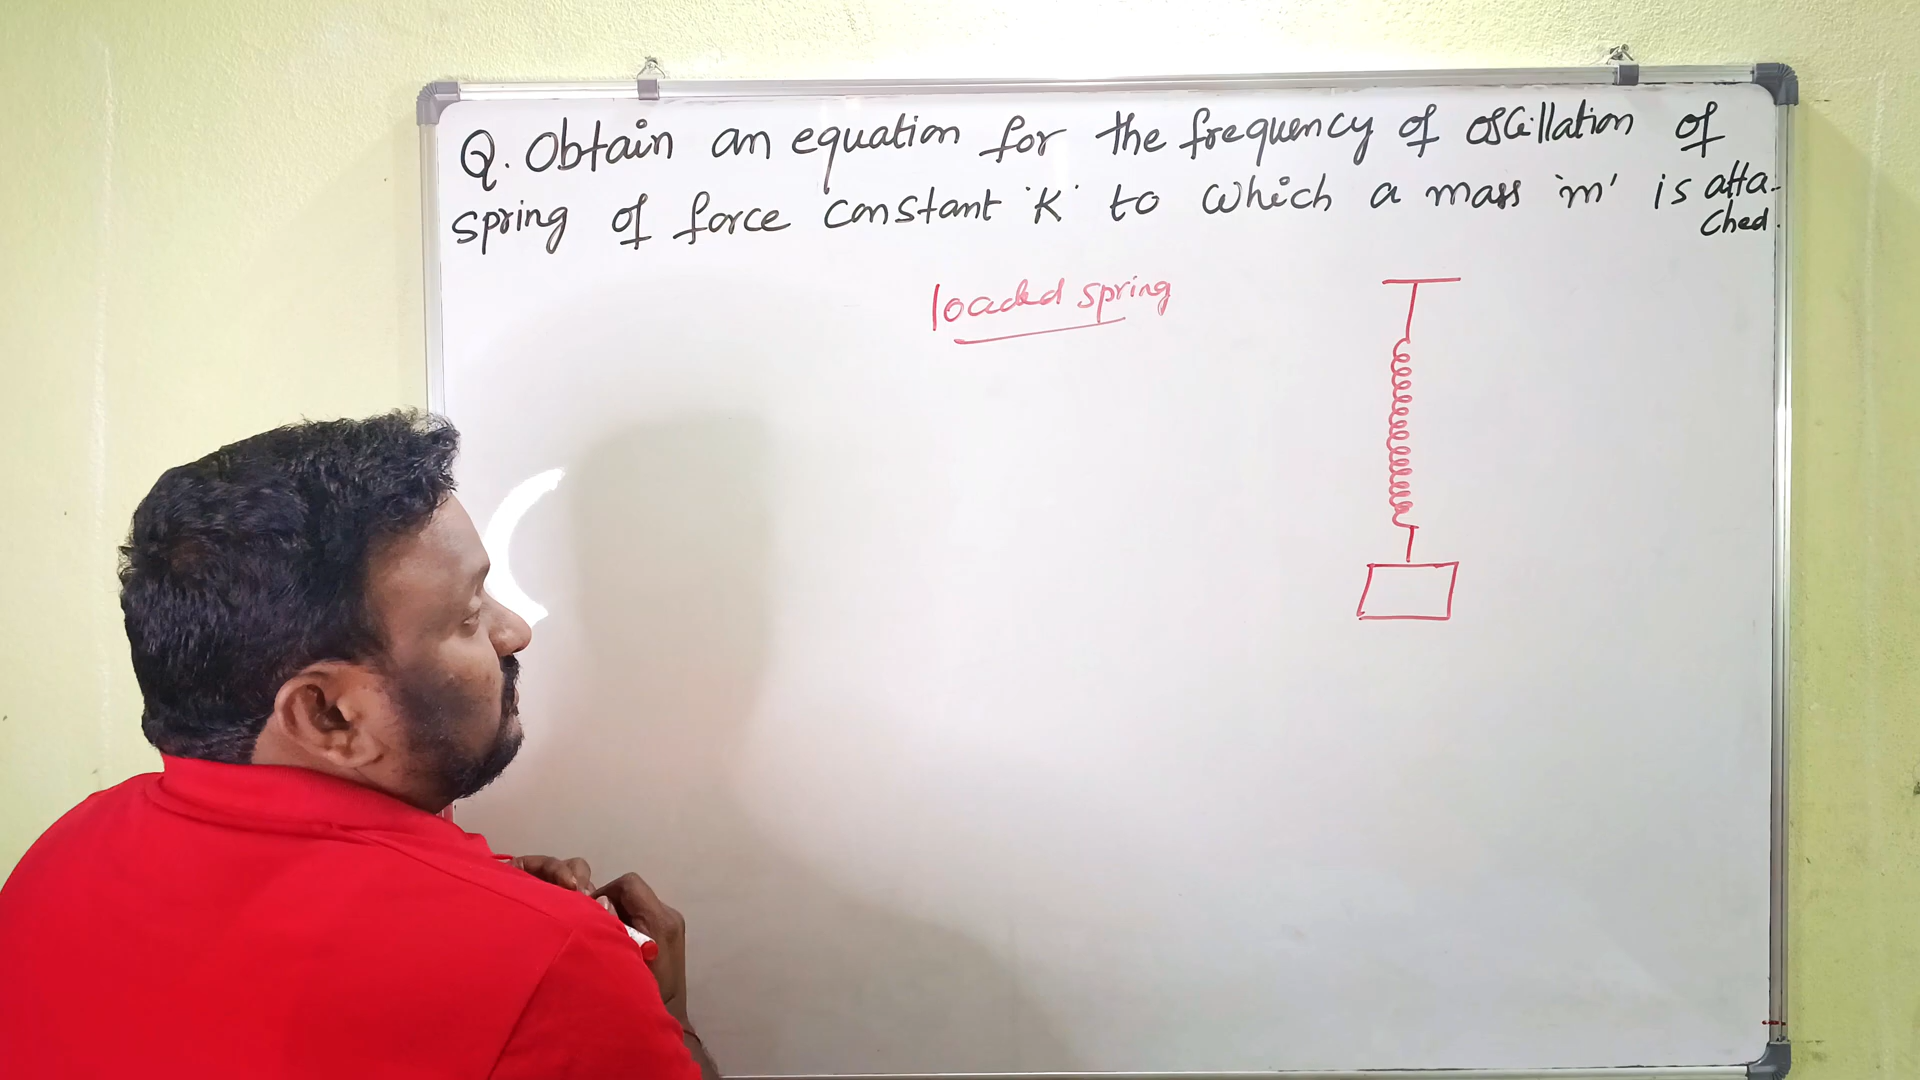 Q. Obtain an equation for the frequency of oscillation of
spring of force constant 'K' to which a mass 'm' is atta-
ched.
loaded spring